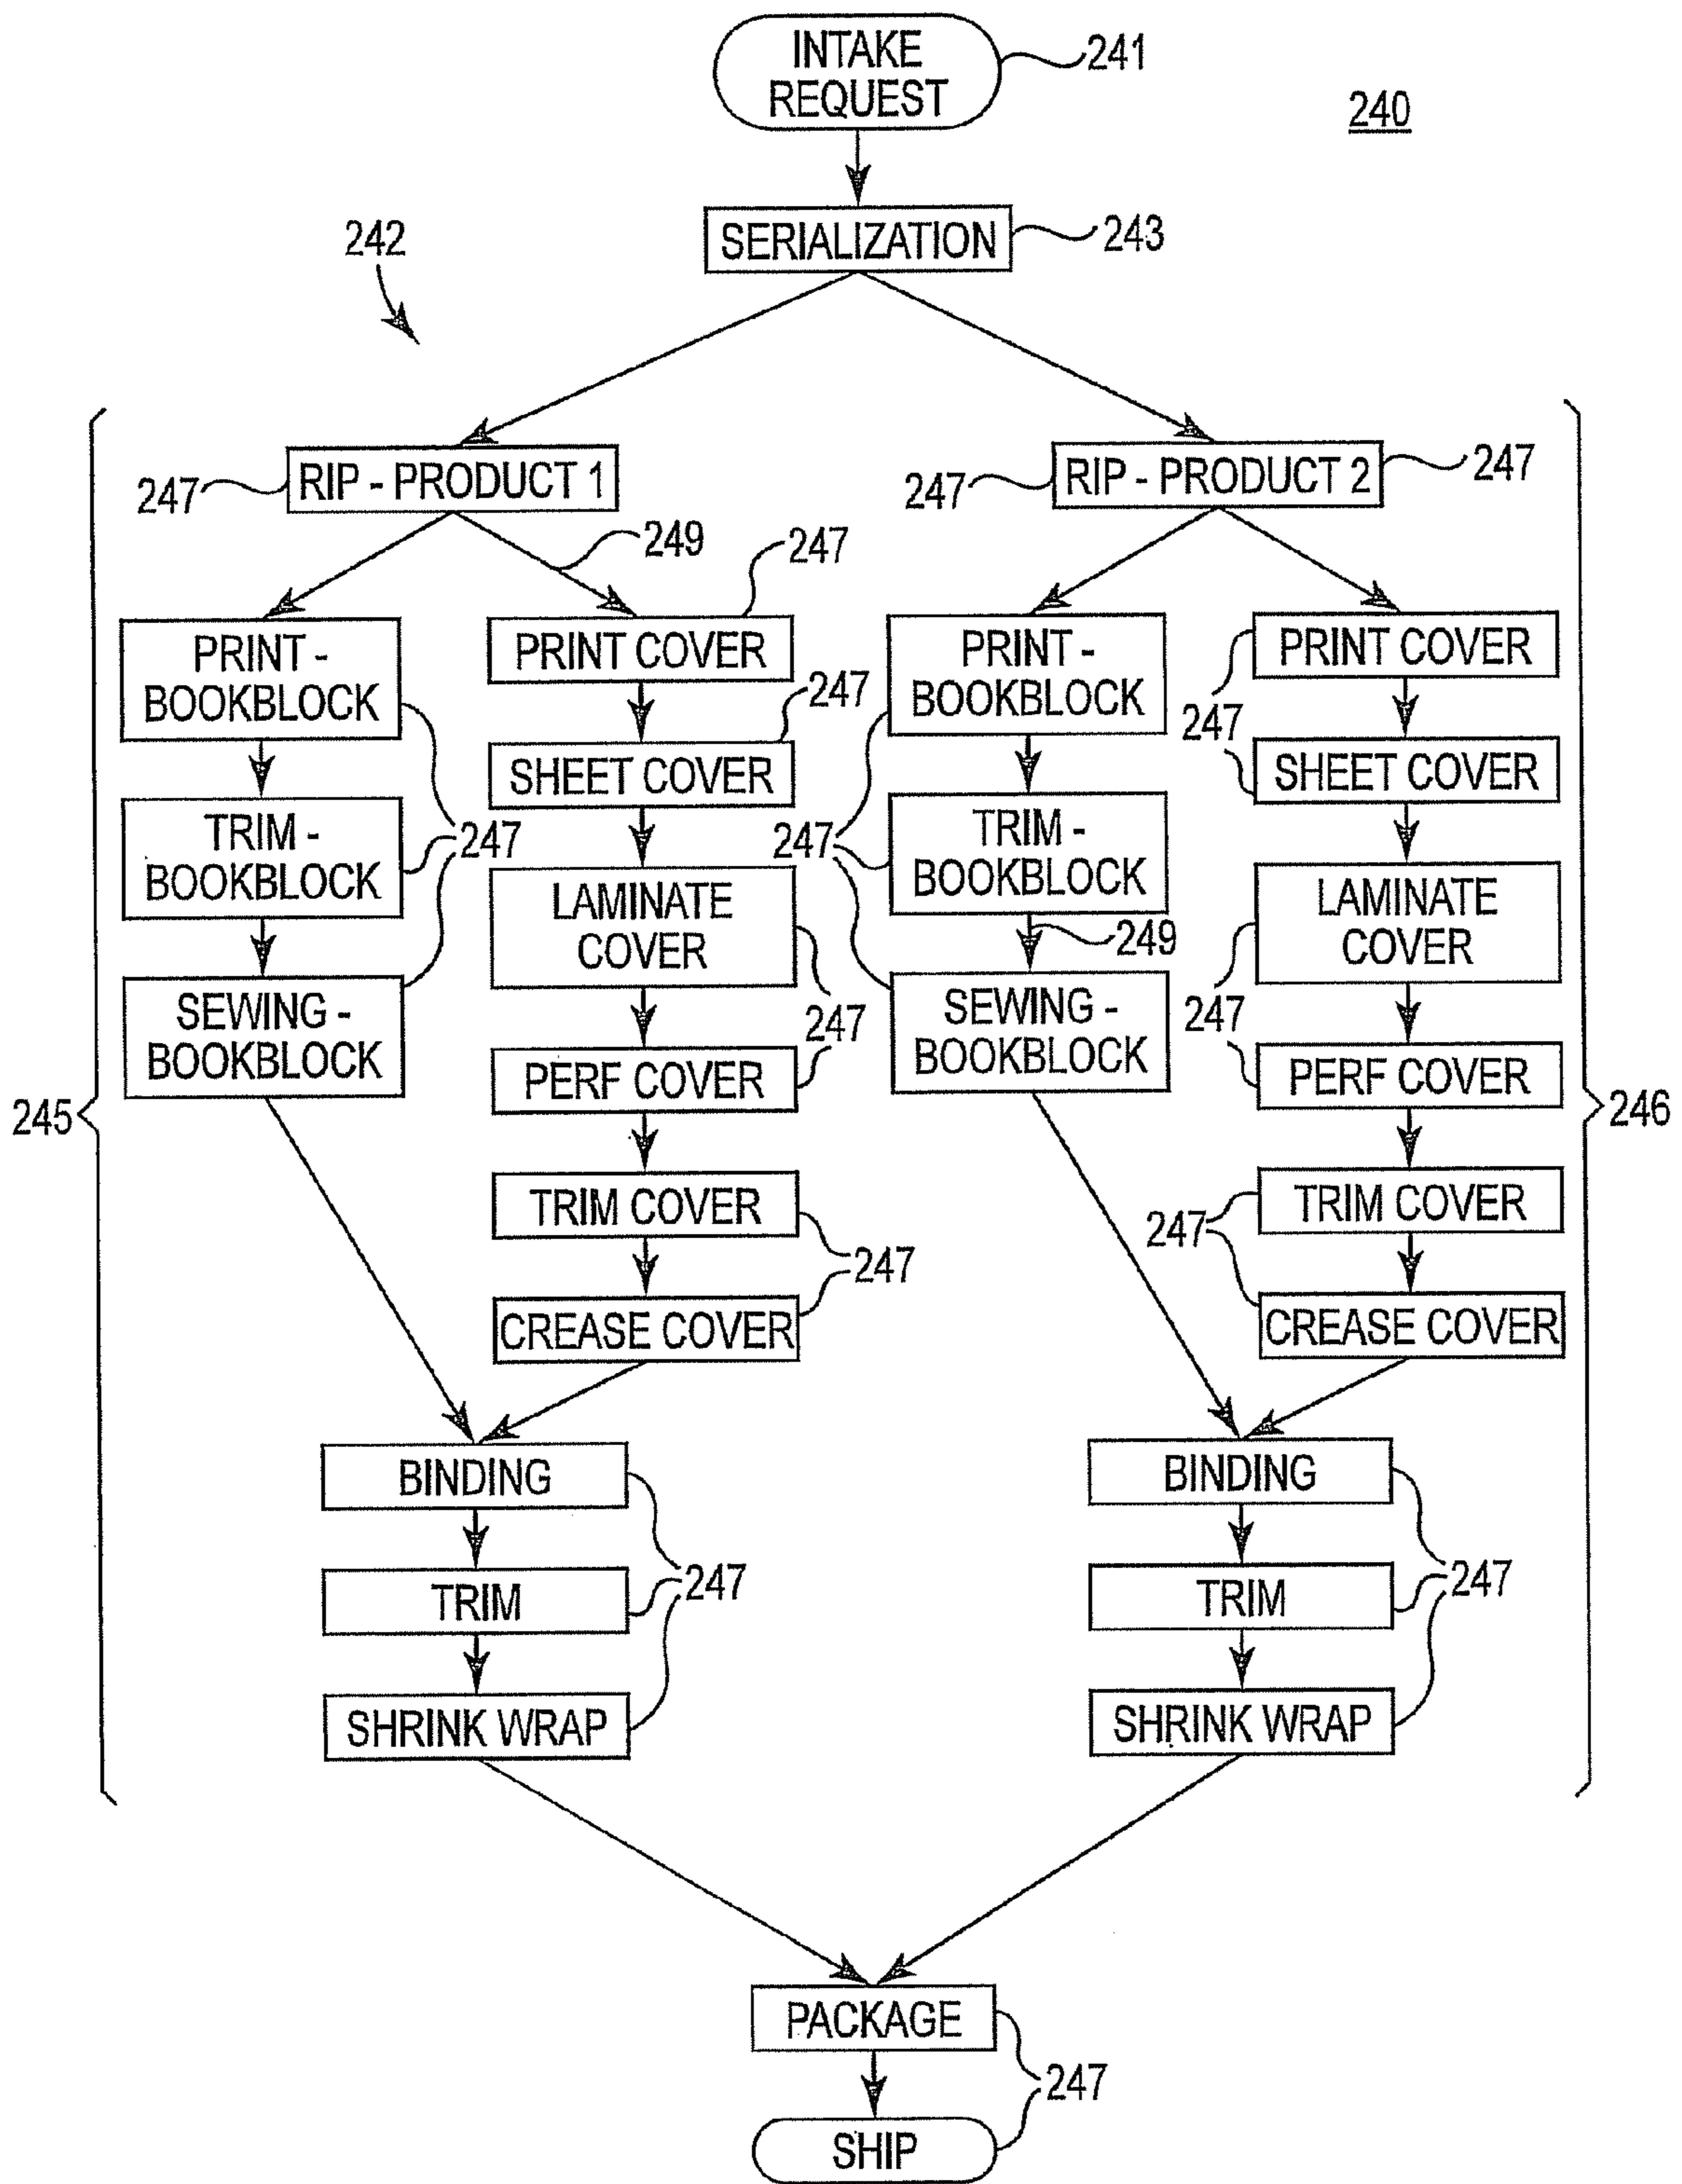 INTAKE
REQUEST
241
240
SERIALIZATION
243
242
RIP - PRODUCT 1
247
RIP - PRODUCT 2
247
247
249
247
PRINT -
BOOKBLOCK
PRINT COVER
PRINT -
BOOKBLOCK
PRINT COVER
247
247
SHEET COVER
SHEET COVER
TRIM -
BOOKBLOCK
247
247
TRIM -
BOOKBLOCK
LAMINATE
COVER
LAMINATE
COVER
249
SEWING -
BOOKBLOCK
247
SEWING -
BOOKBLOCK
247
PERF COVER
PERF COVER
245
246
TRIM COVER
TRIM COVER
247
247
CREASE COVER
CREASE COVER
BINDING
BINDING
247
247
TRIM
TRIM
SHRINK WRAP
SHRINK WRAP
PACKAGE
247
SHIP